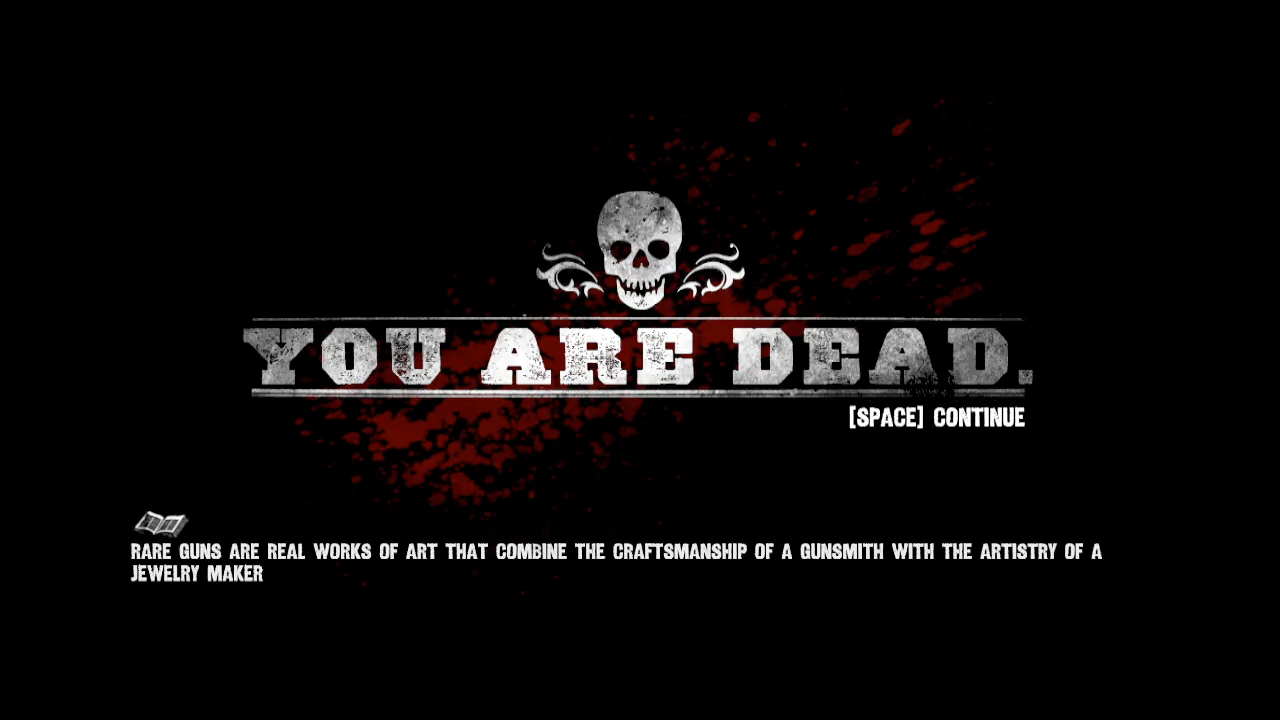 YOU ARE DEAD.
[SPACE] CONTINUE
RARE GUNS ARE REAL WORKS OF ART THAT COMBINE THE CRAFTSMANSHIP OF A GUNSMITH WITH THE ARTISTRY OF A
JEWELRY MAKER